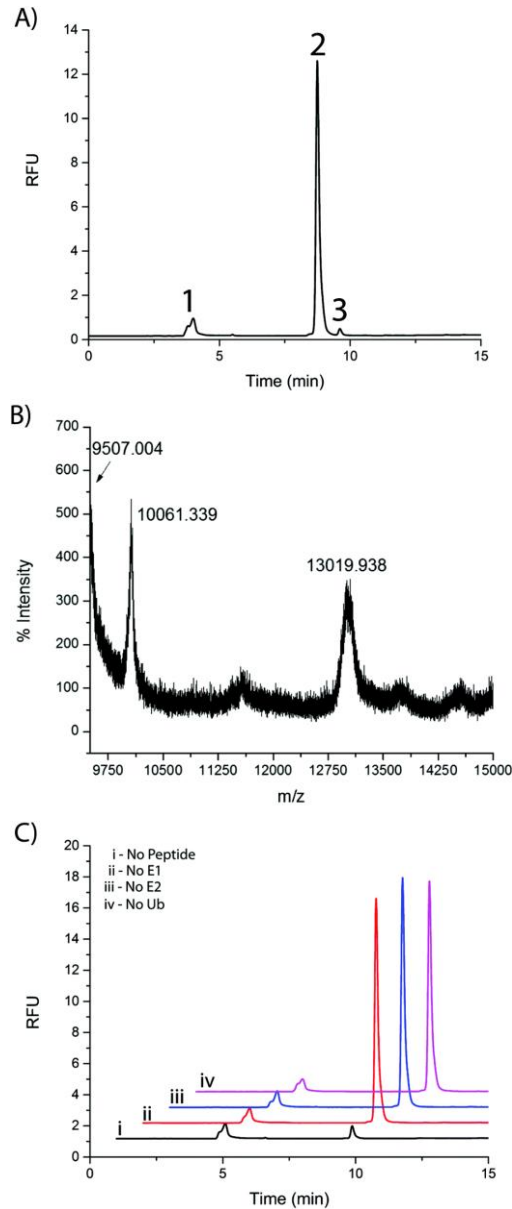 A)
14
12
10
8
6
4
2
0
RFU
1
2
3
0 5 10 15
Time (min)
B)
700
600
500
400
300
200
100
0
% Intensity
9507.004
10061.339
13019.938
9750 10500 11250 12000 12750 13500 14250 15000
m/z
C)
20
18
16
14
12
10
8
6
4
2
0
RFU
i - No Peptide
ii - No E1
iii - No E2
iv - No Ub
iv
iii
ii
i
0 5 10 15
Time (min)